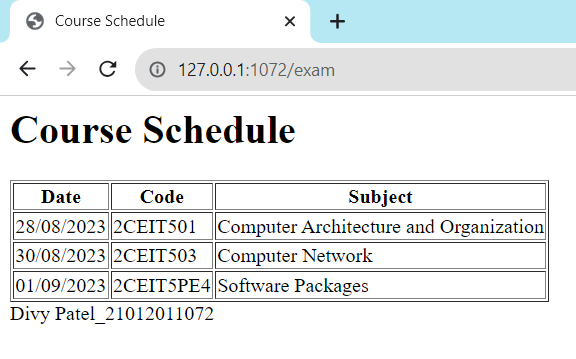 Course Schedule
127.0.0.1:1072/exam
Course Schedule
Date Code Subject
28/08/2023 2CEIT501 Computer Architecture and Organization
30/08/2023 2CEIT503 Computer Network
01/09/2023 2CEIT5PE4 Software Packages
Divy Patel_21012011072